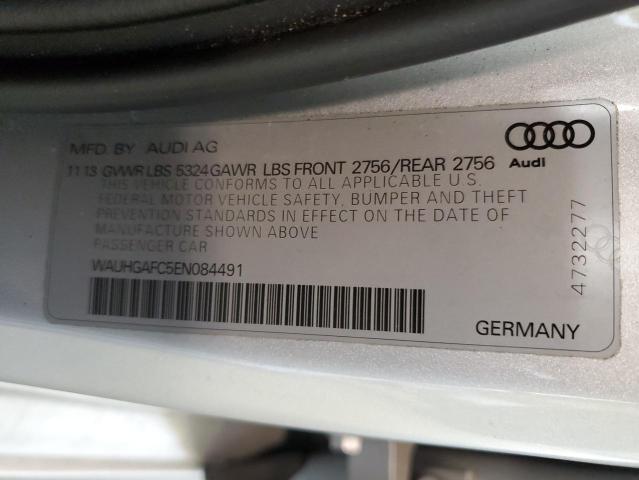 MFD. BY AUDI AG
11 13 GVWR LBS 5324 GAWR LBS FRONT 2756/REAR 2756
Audi
THIS VEHICLE CONFORMS TO ALL APPLICABLE U.S.
FEDERAL MOTOR VEHICLE SAFETY, BUMPER AND THEFT
PREVENTION STANDARDS IN EFFECT ON THE DATE OF
MANUFACTURE SHOWN ABOVE
PASSENGER CAR
WAUHGAFC5EN084491
4732277
GERMANY